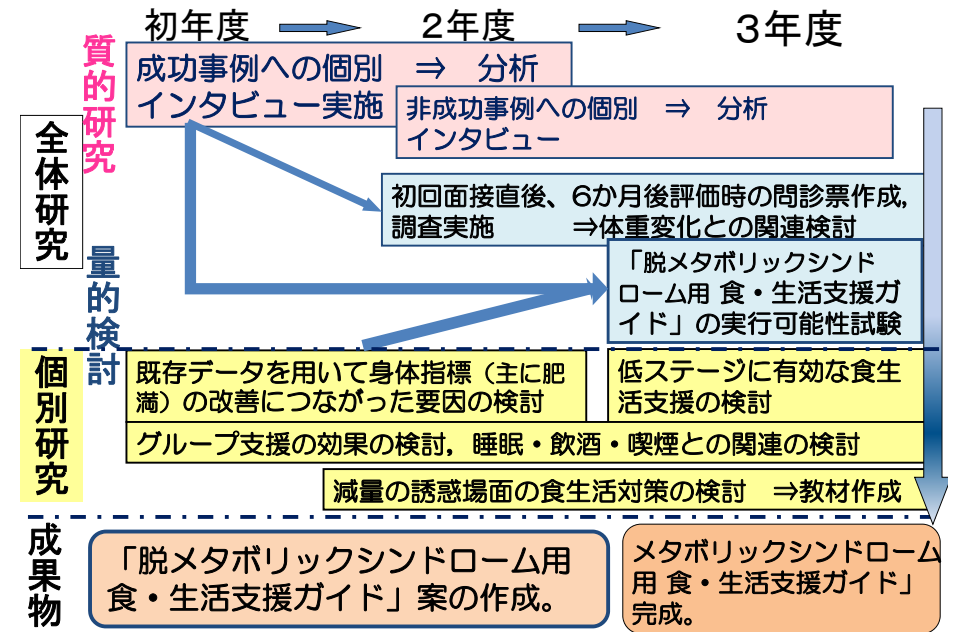 初年度
2年度
3年度
質的研究
成功事例への個別　⇒　分析
インタビュー実施
非成功事例への個別　⇒　分析
インタビュー
全体研究
初回面接直後、6か月後評価時の問診票作成,
調査実施　　　⇒体重変化との関連検討
量的検討
「脱メタボリックシンド
ローム用 食・生活支援ガ
イド」の実行可能性試験
個別研究
既存データを用いて身体指標（主に肥
満）の改善につながった要因の検討
低ステージに有効な食生
活支援の検討
グループ支援の効果の検討，睡眠・飲酒・喫煙との関連の検討
減量の誘惑場面の食生活対策の検討　⇒教材作成
成果物
「脱メタボリックシンドローム用
食・生活支援ガイド」案の作成。
メタボリックシンドローム
用 食・生活支援ガイド」
完成。